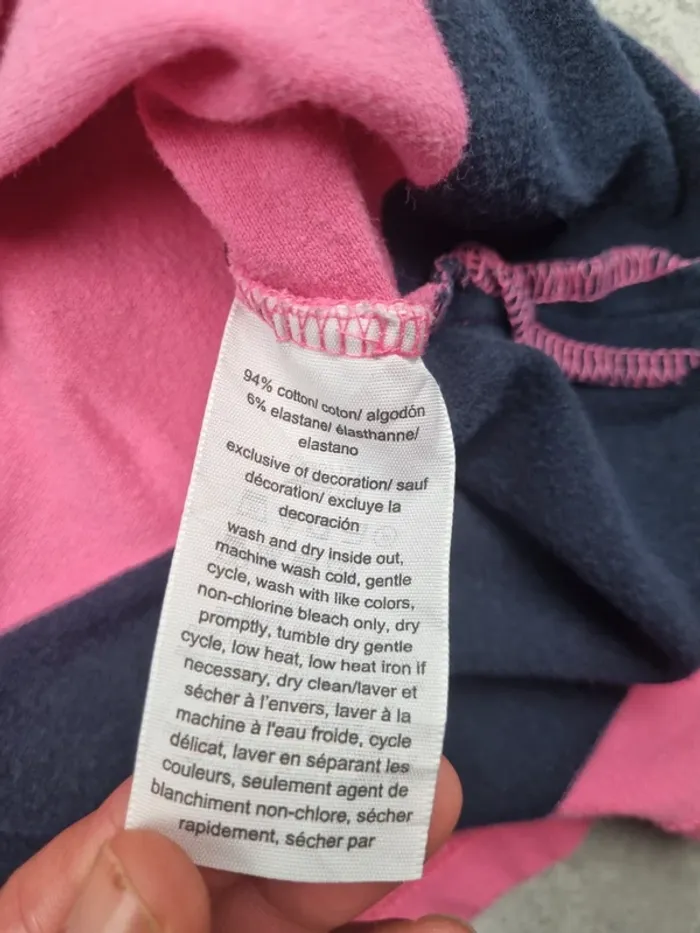 94% cotton/ coton/ algodón
6% elastane/ élasthanne/
elastano
exclusive of decoration/ sauf
décoration/ excluye la
decoración
wash and dry inside out,
machine wash cold, gentle
cycle, wash with like colors,
non-chlorine bleach only, dry
promptly, tumble dry gentle
cycle, low heat, low heat iron if
necessary, dry clean/laver et
sécher à l'envers, laver à la
machine à l'eau froide, cycle
délicat, laver en séparant les
couleurs, seulement agent de
blanchiment non-chlore, sécher
rapidement, sécher par